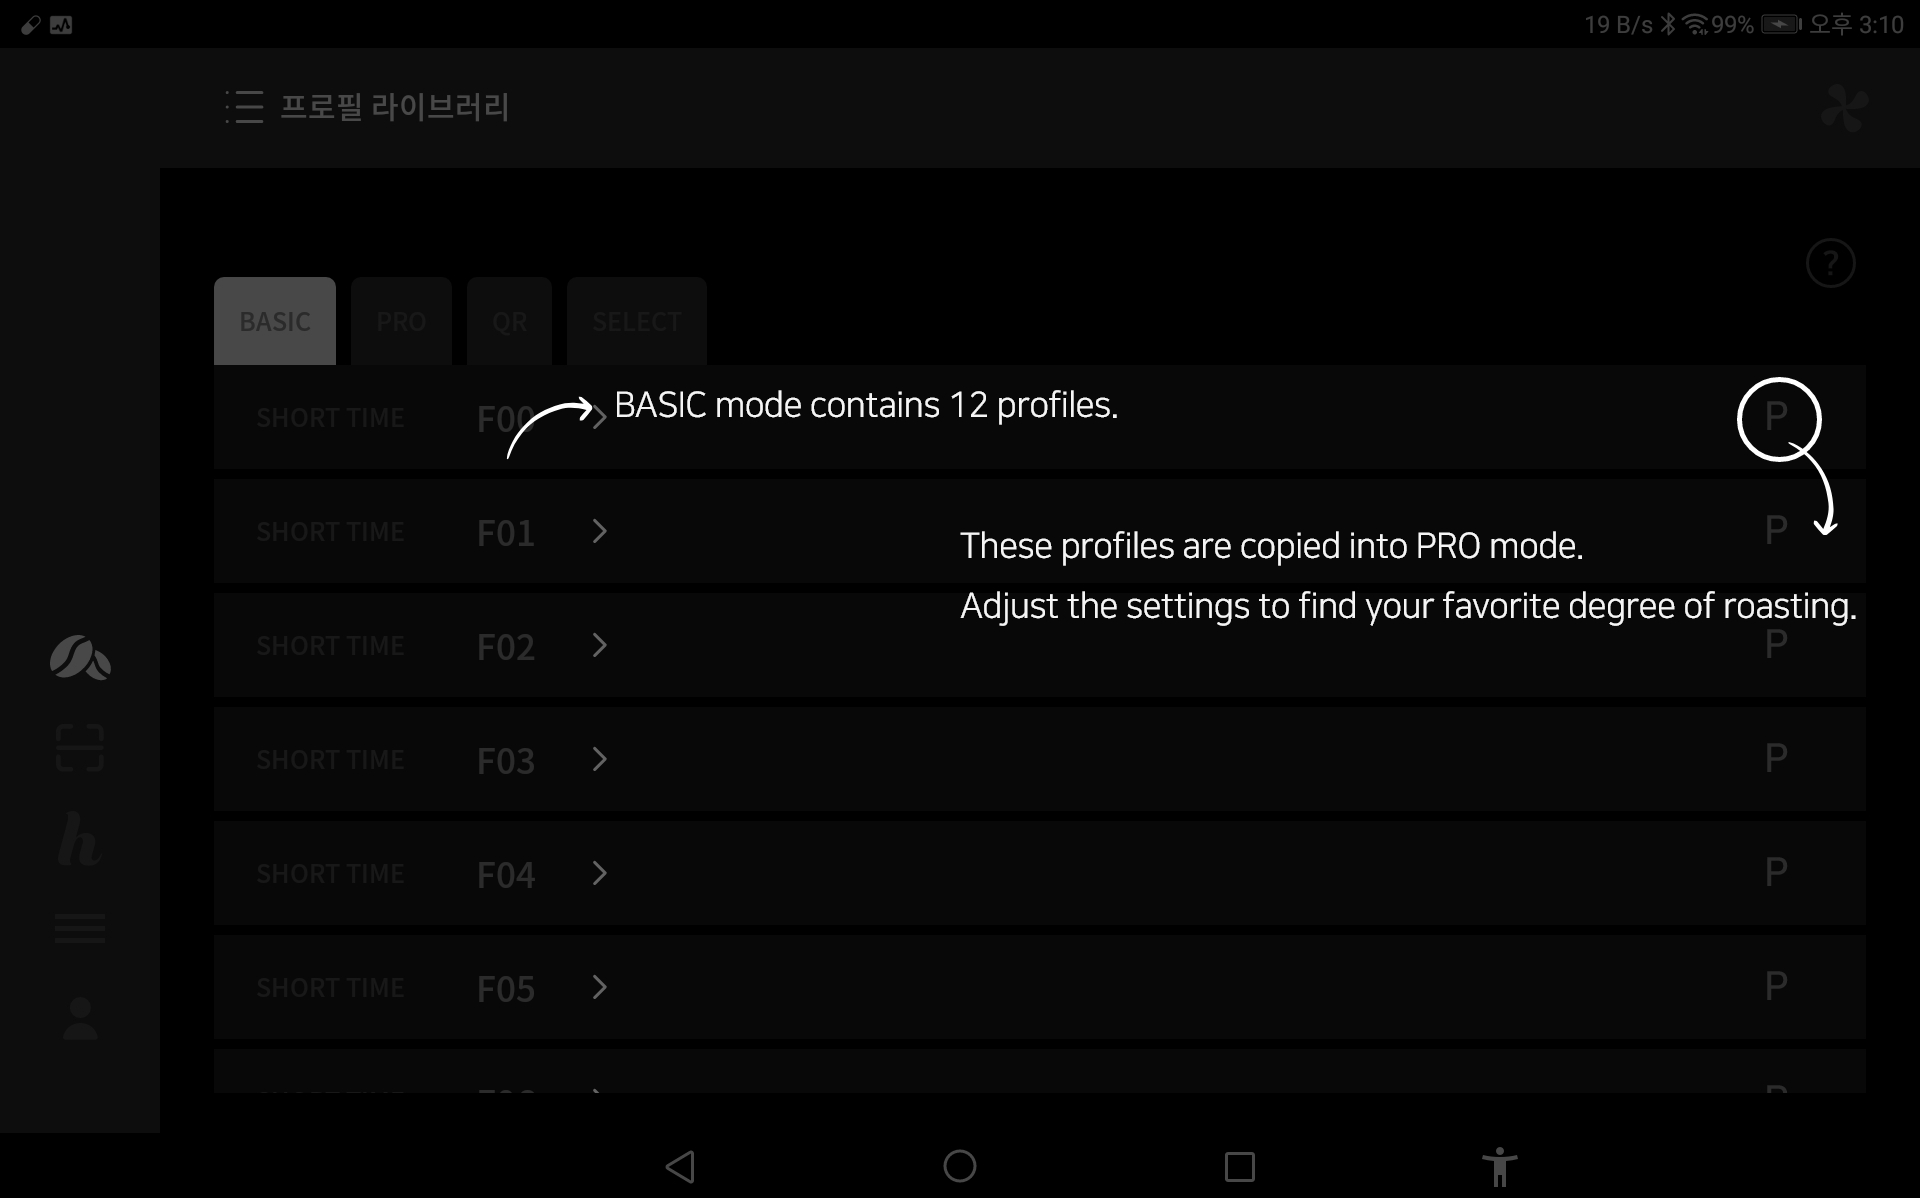 19 B/s 99% 오후 3:10
프로필 라이브러리
?
BASIC PRO QR SELECT
SHORT TIME F00 BASIC mode contains 12 profiles. P
SHORT TIME F01 P
These profiles are copied into PRO mode.
Adjust the settings to find your favorite degree of roasting.
SHORT TIME F02 P
SHORT TIME F03 P
h
SHORT TIME F04 P
SHORT TIME F05 P